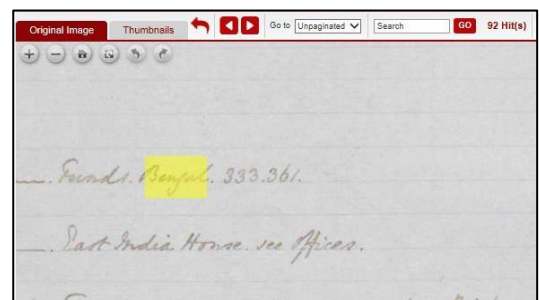 Original Image Thumbnails Go to Unpaginated Search GO 92 Hit(s)
—. Funds. Bengal. 333.361.
—. East India House. see Offices.